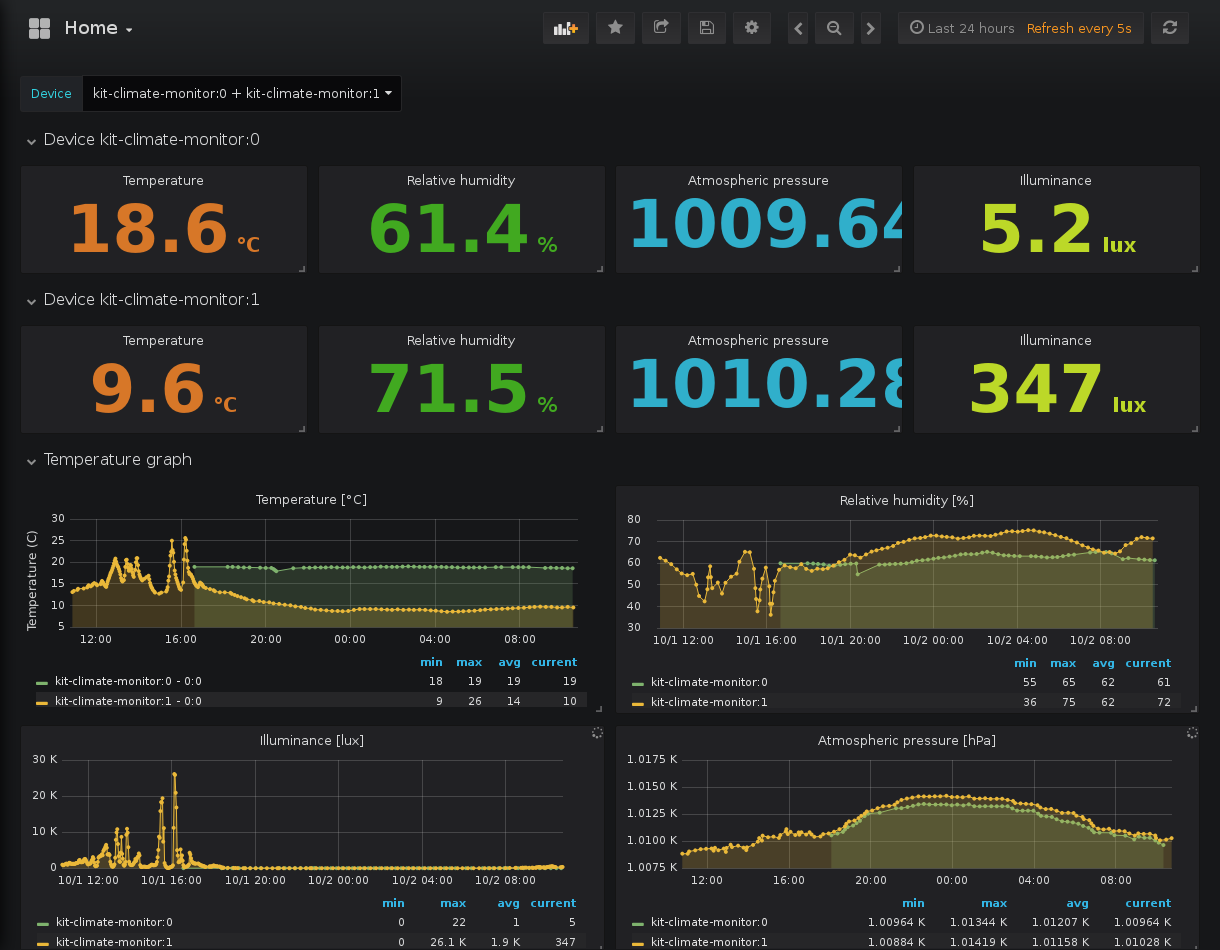 Home
Last 24 hours Refresh every 5s
Device kit-climate-monitor:0 + kit-climate-monitor:1
Device kit-climate-monitor:0
Temperature Relative humidity Atmospheric pressure Illuminance
18.6 °C 61.4 % 1009.64 5.2 lux
Device kit-climate-monitor:1
Temperature Relative humidity Atmospheric pressure Illuminance
9.6 °C 71.5 % 1010.28 347 lux
Temperature graph
Temperature [°C]
Temperature (C)
30
25
20
15
10
5
12:00 16:00 20:00 00:00 04:00 08:00
min max avg current
kit-climate-monitor:0 - 0:0 18 19 19 19
kit-climate-monitor:1 - 0:0 9 26 14 10
Relative humidity [%]
80
70
60
50
40
30
10/1 12:00 10/1 16:00 10/1 20:00 10/2 00:00 10/2 04:00 10/2 08:00
min max avg current
kit-climate-monitor:0 55 65 62 61
kit-climate-monitor:1 36 75 62 72
Illuminance [lux]
30 K
20 K
10 K
0
10/1 12:00 10/1 16:00 10/1 20:00 10/2 00:00 10/2 04:00 10/2 08:00
min max avg current
kit-climate-monitor:0 0 22 1 5
kit-climate-monitor:1 0 26.1 K 1.9 K 347
Atmospheric pressure [hPa]
1.0175 K
1.0150 K
1.0125 K
1.0100 K
1.0075 K
12:00 16:00 20:00 00:00 04:00 08:00
min max avg current
kit-climate-monitor:0 1.00964 K 1.01344 K 1.01207 K 1.00964 K
kit-climate-monitor:1 1.00884 K 1.01419 K 1.01158 K 1.01028 K